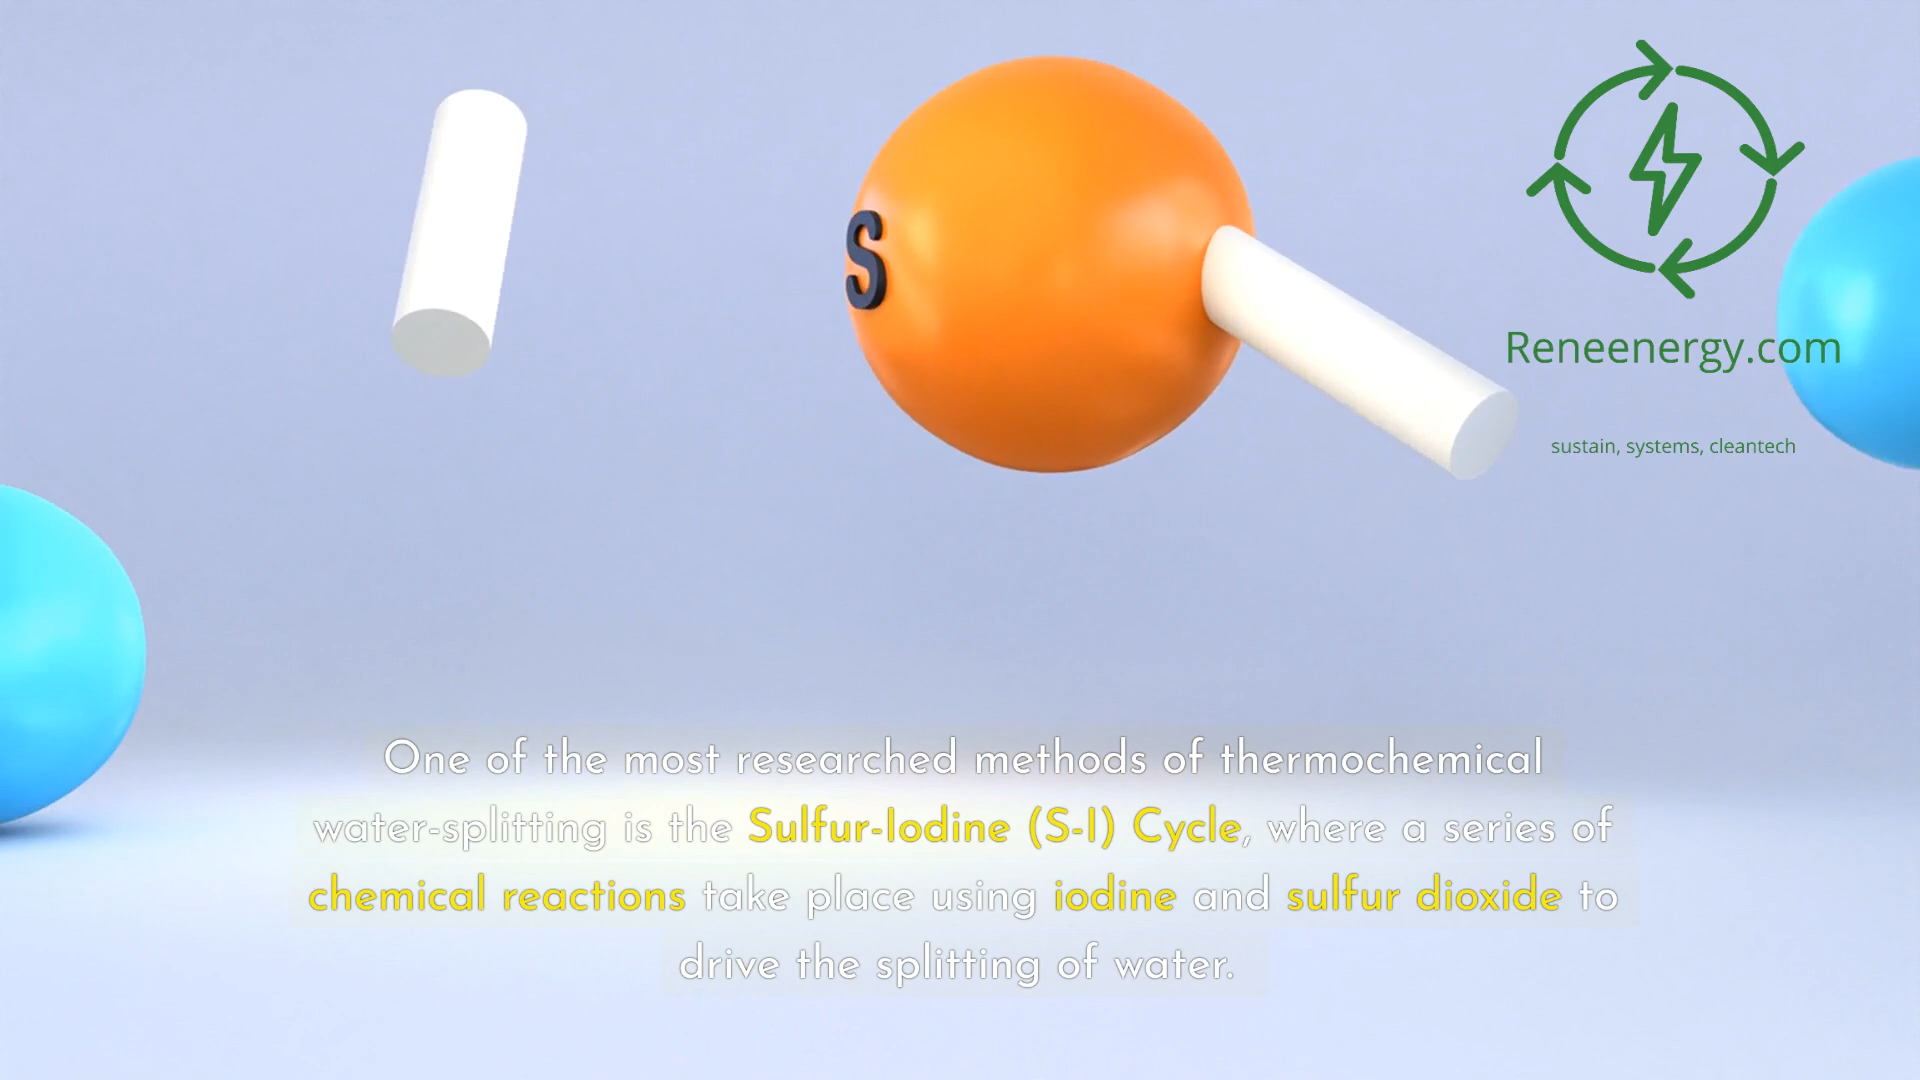 S
Reneenergy.com
sustain, systems, cleantech
One of the most researched methods of thermochemical
water-splitting is the Sulfur-Iodine (S-I) Cycle, where a series of
chemical reactions take place using iodine and sulfur dioxide to
drive the splitting of water.